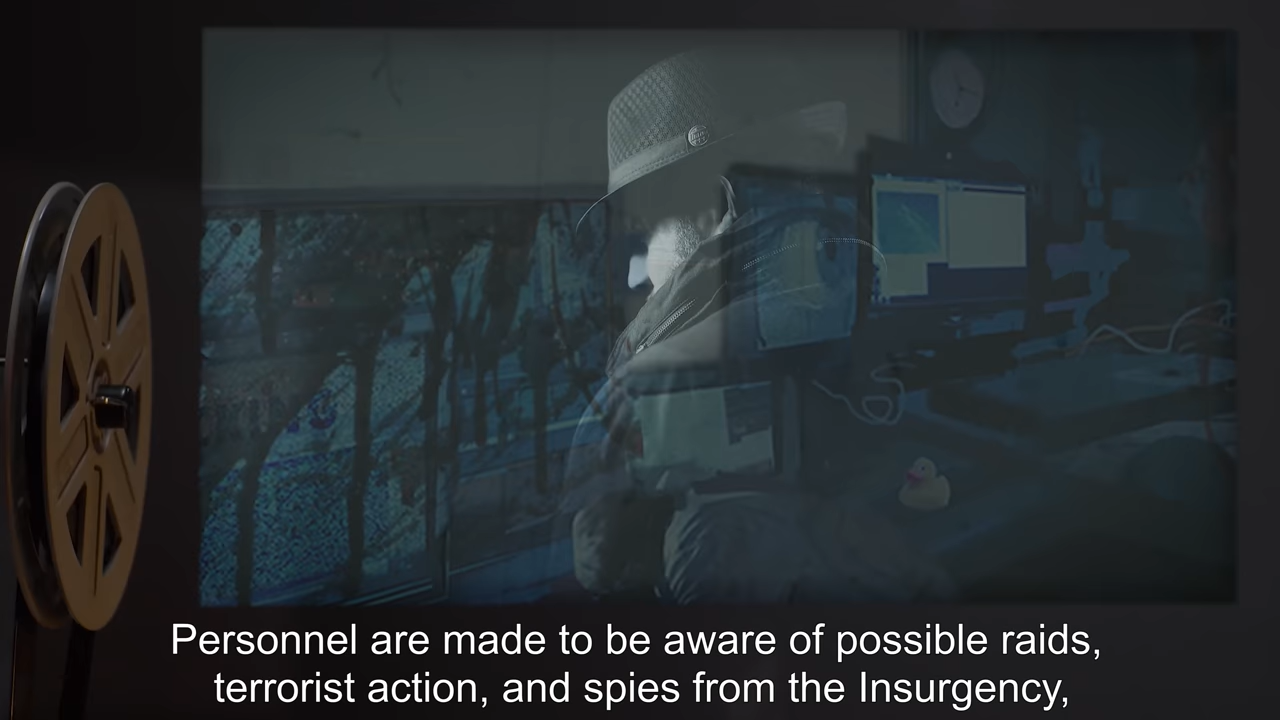 Personnel are made to be aware of possible raids,
terrorist action, and spies from the Insurgency,